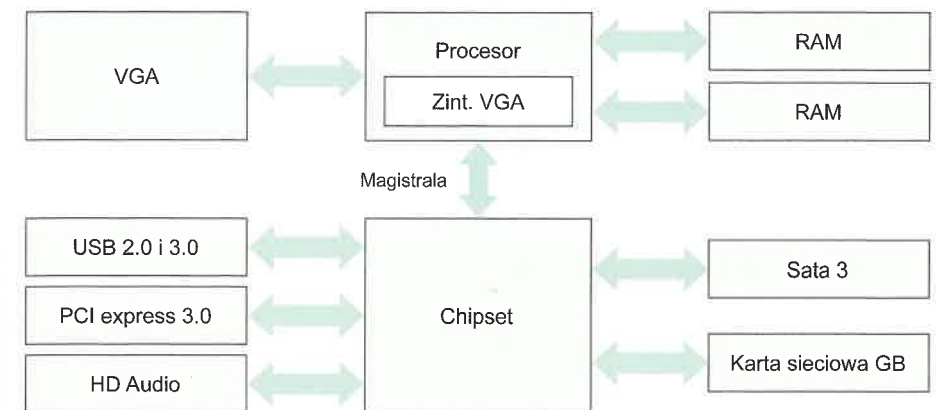 VGA
Procesor
Zint. VGA
RAM
RAM
Magistrala
USB 2.0 i 3.0
PCI express 3.0
HD Audio
Chipset
Sata 3
Karta sieciowa GB